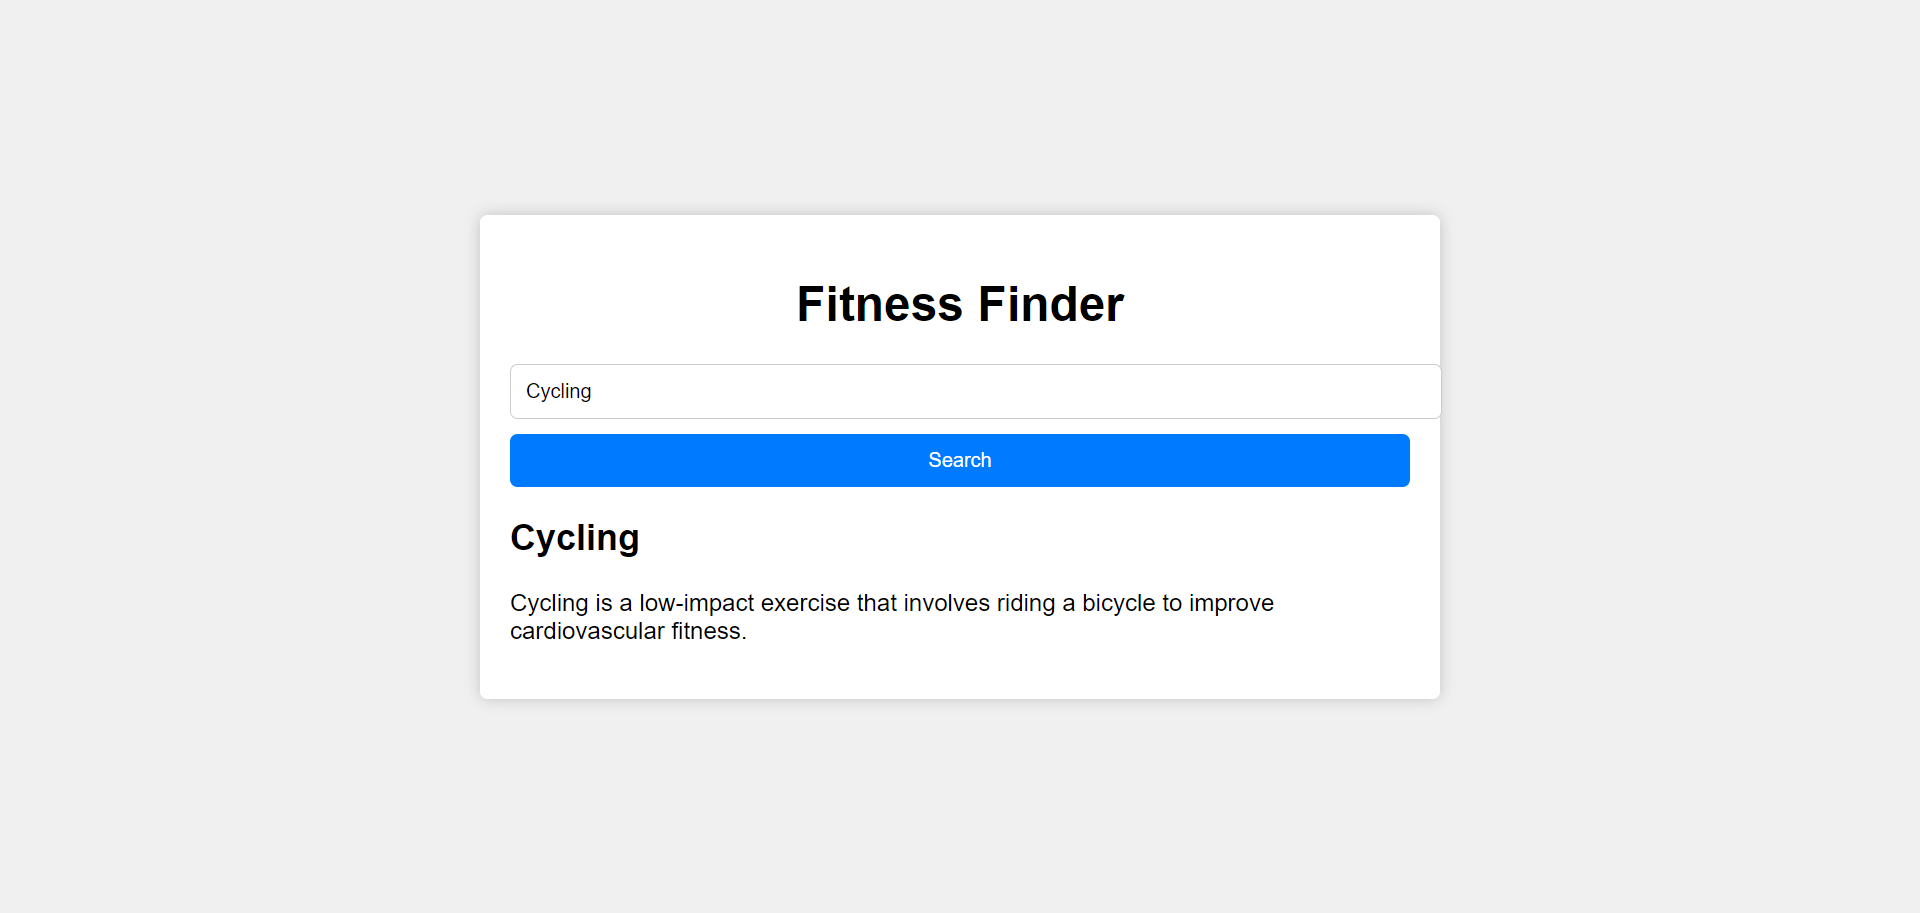 Fitness Finder
Cycling
Search
Cycling
Cycling is a low-impact exercise that involves riding a bicycle to improve
cardiovascular fitness.